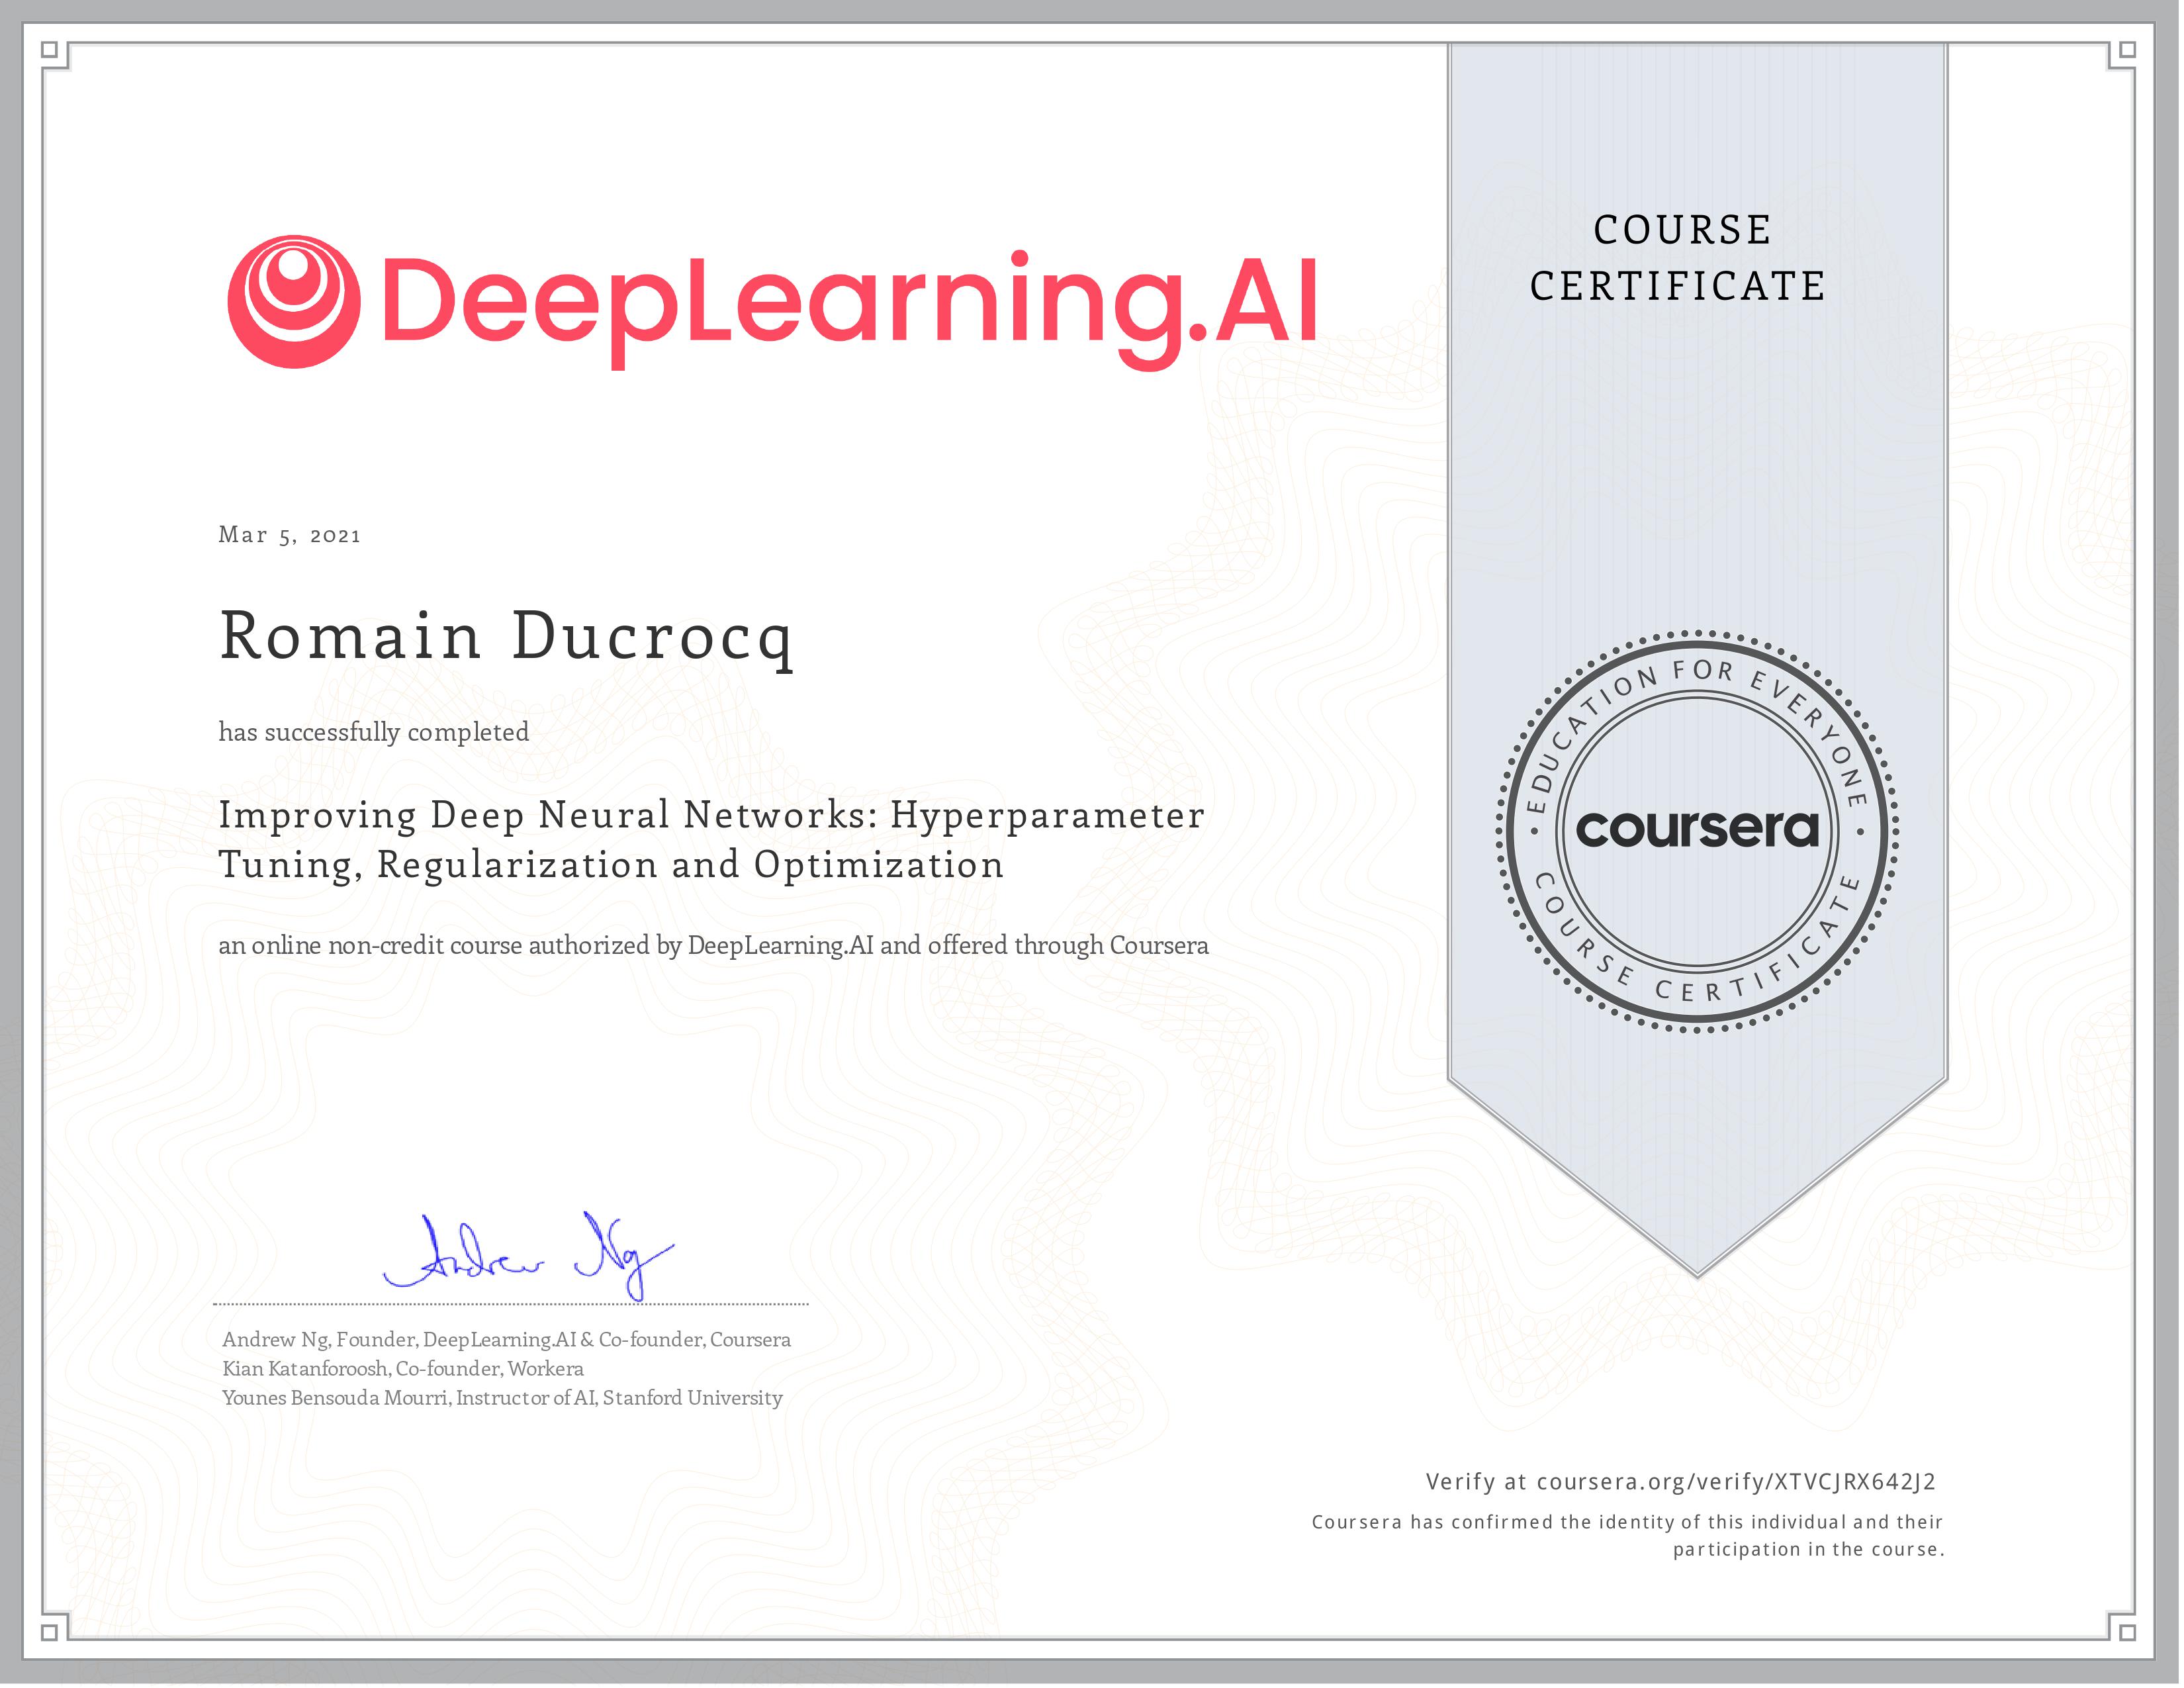 DeepLearning.AI
COURSE
CERTIFICATE
Mar 5, 2021
Romain Ducrocq
has successfully completed
Improving Deep Neural Networks: Hyperparameter
Tuning, Regularization and Optimization
an online non-credit course authorized by DeepLearning.AI and offered through Coursera
EDUCATION FOR EVERYONE
coursera
COURSE CERTIFICATE
Andrew Ng
Andrew Ng, Founder, DeepLearning.AI & Co-founder, Coursera
Kian Katanforoosh, Co-founder, Workera
Younes Bensouda Mourri, Instructor of AI, Stanford University
Verify at coursera.org/verify/XTVCJRX642J2
Coursera has confirmed the identity of this individual and their
participation in the course.